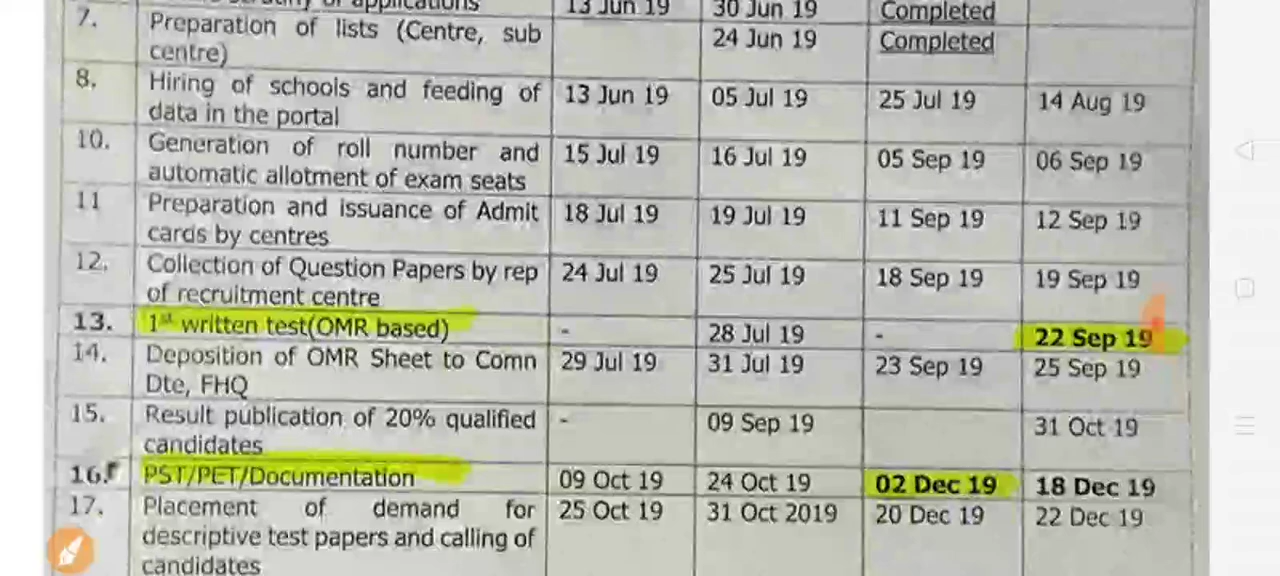 applications 13 Jun 19 30 Jun 19 Completed
7. Preparation of lists (Centre, sub 24 Jun 19 Completed
centre)
8. Hiring of schools and feeding of 13 Jun 19 05 Jul 19 25 Jul 19 14 Aug 19
data in the portal
10. Generation of roll number and 15 Jul 19 16 Jul 19 05 Sep 19 06 Sep 19
automatic allotment of exam seats
11 Preparation and issuance of Admit 18 Jul 19 19 Jul 19 11 Sep 19 12 Sep 19
cards by centres
12. Collection of Question Papers by rep 24 Jul 19 25 Jul 19 18 Sep 19 19 Sep 19
of recruitment centre
13. 1st written test(OMR based) - 28 Jul 19 - 22 Sep 19
14. Deposition of OMR Sheet to Comn 29 Jul 19 31 Jul 19 23 Sep 19 25 Sep 19
Dte, FHQ
15. Result publication of 20% qualified - 09 Sep 19 31 Oct 19
candidates
16. PST/PET/Documentation 09 Oct 19 24 Oct 19 02 Dec 19 18 Dec 19
17. Placement of demand for 25 Oct 19 31 Oct 2019 20 Dec 19 22 Dec 19
descriptive test papers and calling of
candidates